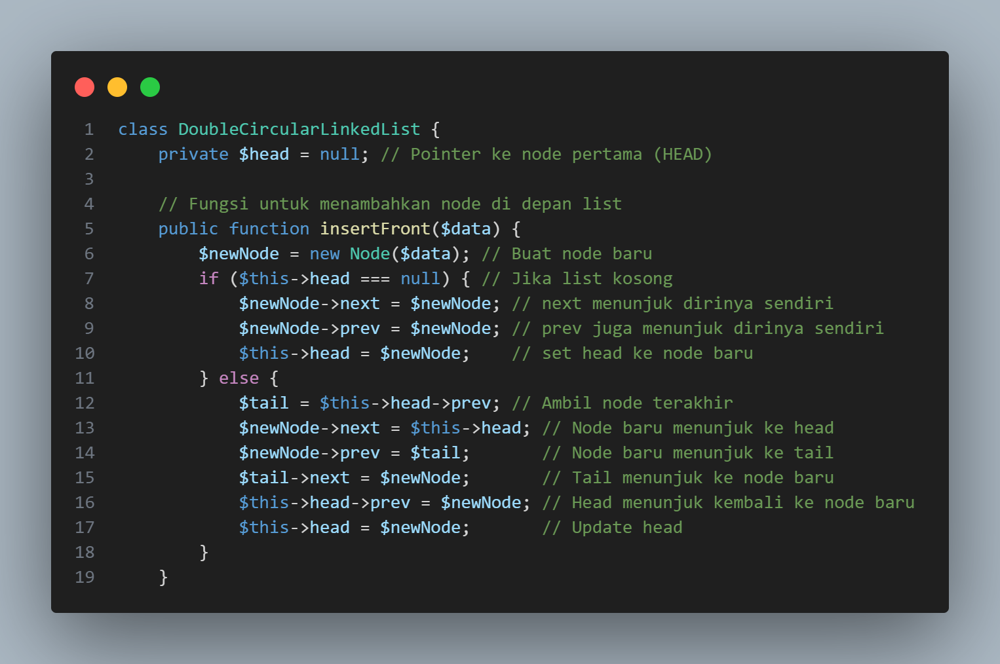 1 class DoubleCircularLinkedList {
2     private $head = null; // Pointer ke node pertama (HEAD)
3
4     // Fungsi untuk menambahkan node di depan list
5     public function insertFront($data) {
6         $newNode = new Node($data); // Buat node baru
7         if ($this->head === null) { // Jika list kosong
8             $newNode->next = $newNode; // next menunjuk dirinya sendiri
9             $newNode->prev = $newNode; // prev juga menunjuk dirinya sendiri
10             $this->head = $newNode;    // set head ke node baru
11         } else {
12             $tail = $this->head->prev; // Ambil node terakhir
13             $newNode->next = $this->head; // Node baru menunjuk ke head
14             $newNode->prev = $tail;       // Node baru menunjuk ke tail
15             $tail->next = $newNode;       // Tail menunjuk ke node baru
16             $this->head->prev = $newNode; // Head menunjuk kembali ke node baru
17             $this->head = $newNode;       // Update head
18         }
19     }